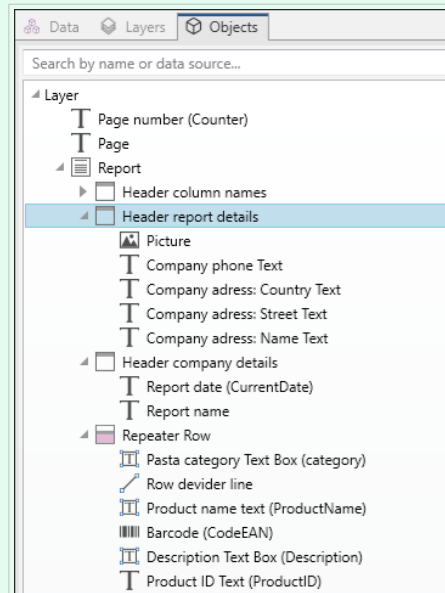 Data Layers Objects
Search by name or data source...
Layer
Page number (Counter)
Page
Report
Header column names
Header report details
Picture
Company phone Text
Company adress: Country Text
Company adress: Street Text
Company adress: Name Text
Header company details
Report date (CurrentDate)
Report name
Repeater Row
Pasta category Text Box (category)
Row devider line
Product name text (ProductName)
Barcode (CodeEAN)
Description Text Box (Description)
Product ID Text (ProductID)